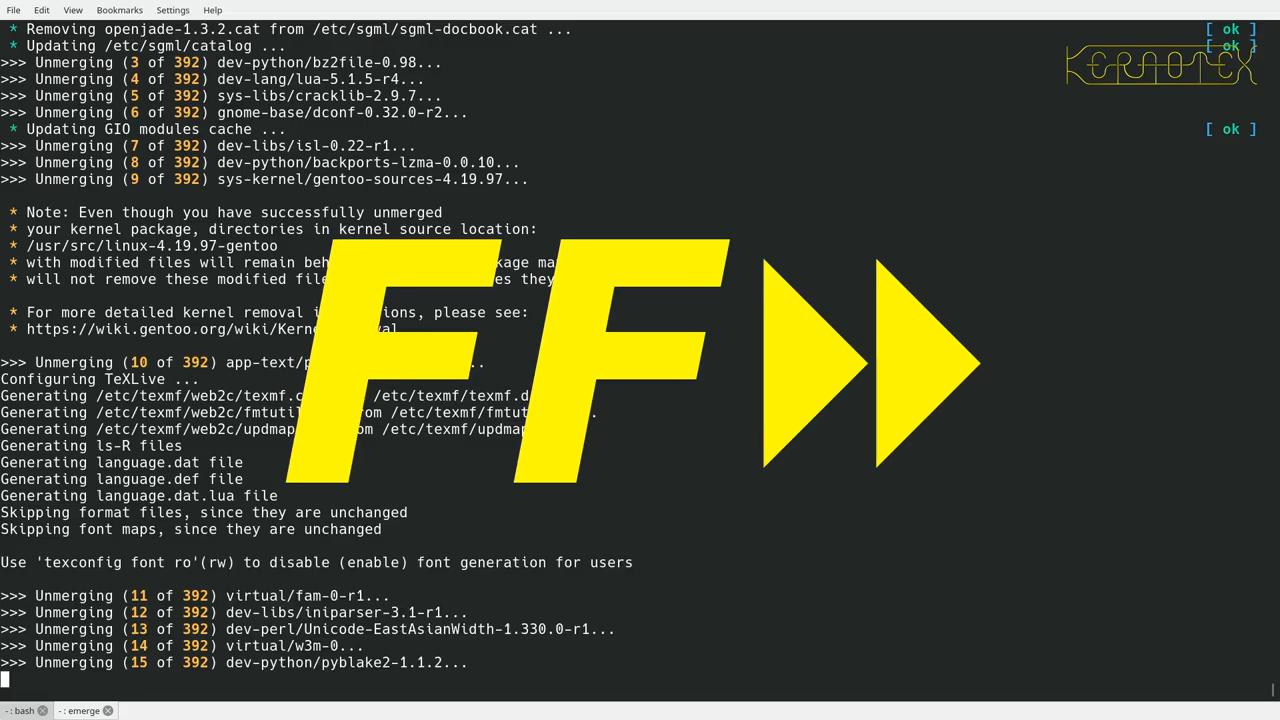 File Edit View Bookmarks Settings Help
* Removing openjade-1.3.2.cat from /etc/sgml/sgml-docbook.cat ... [ ok ]
* Updating /etc/sgml/catalog ... [ ok ]
>>> Unmerging (3 of 392) dev-python/bz2file-0.98...
KERNOTEX
>>> Unmerging (4 of 392) dev-lang/lua-5.1.5-r4...
>>> Unmerging (5 of 392) sys-libs/cracklib-2.9.7...
>>> Unmerging (6 of 392) gnome-base/dconf-0.32.0-r2...
* Updating GIO modules cache ... [ ok ]
>>> Unmerging (7 of 392) dev-libs/isl-0.22-r1...
>>> Unmerging (8 of 392) dev-python/backports-lzma-0.0.10...
>>> Unmerging (9 of 392) sys-kernel/gentoo-sources-4.19.97...
* Note: Even though you have successfully unmerged
* your kernel package, directories in kernel source location:
* /usr/src/linux-4.19.97-gentoo
* with modified files will remain
* will not remove these modified
FF
* For more detailed kernel removal please see:
* https://wiki.gentoo.org/wiki/
>>> Unmerging (10 of 392) app-text/
Configuring TeXLive ...
Generating /etc/texmf/web2c/ /etc/texmf/
Generating /etc/texmf/web2c/ /etc/texmf/
Generating /etc/texmf/web2c/ /etc/texmf/
Generating ls-R files
Generating language.dat file
Generating language.def file
Generating language.dat.lua file
Skipping format files, since they are unchanged
Skipping font maps, since they are unchanged
Use 'texconfig font ro'(rw) to disable (enable) font generation for users
>>> Unmerging (11 of 392) virtual/fam-0-r1...
>>> Unmerging (12 of 392) dev-libs/iniparser-3.1-r1...
>>> Unmerging (13 of 392) dev-perl/Unicode-EastAsianWidth-1.330.0-r1...
>>> Unmerging (14 of 392) virtual/w3m-0...
>>> Unmerging (15 of 392) dev-python/pyblake2-1.1.2...
- : bash - : emerge